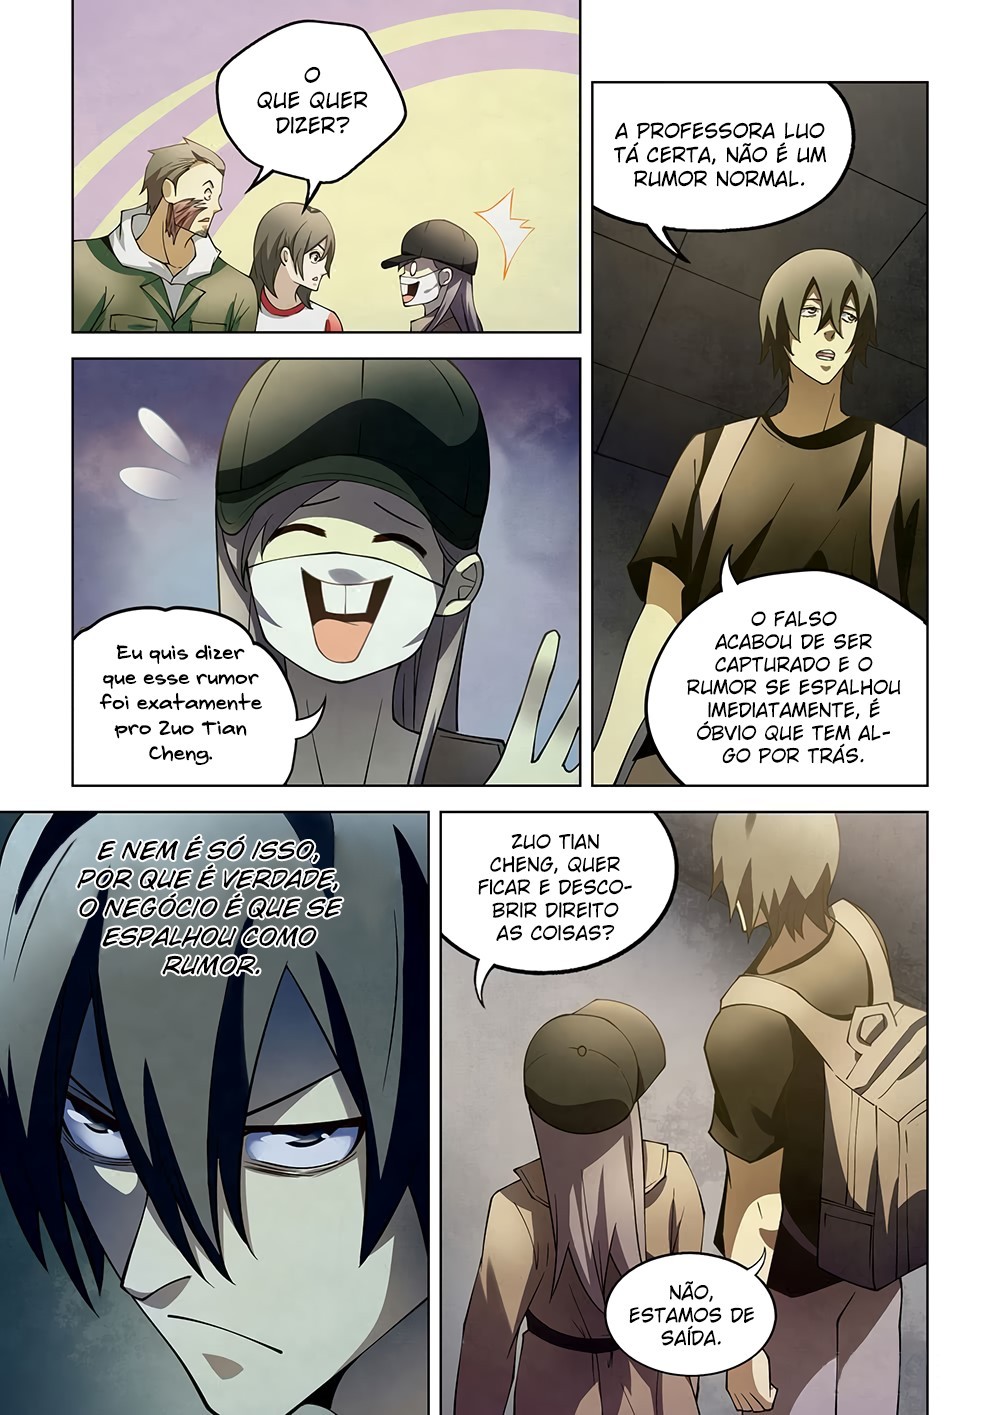 O
QUE QUER
DIZER?
A PROFESSORA LUO
TÁ CERTA, NÃO É UM
RUMOR NORMAL.
Eu quis dizer
que esse rumor
foi exatamente
pro Zuo Tian
Cheng.
O FALSO
ACABOU DE SER
CAPTURADO E O
RUMOR SE ESPALHOU
IMEDIATAMENTE, É
ÓBVIO QUE TEM AL-
GO POR TRÁS.
E NEM É SÓ ISSO,
POR QUE É VERDADE,
O NEGÓCIO É QUE SE
ESPALHOU COMO
RUMOR.
ZUO TIAN
CHENG, QUER
FICAR E DESCO-
BRIR DIREITO
AS COISAS?
NÃO,
ESTAMOS DE
SAÍDA.